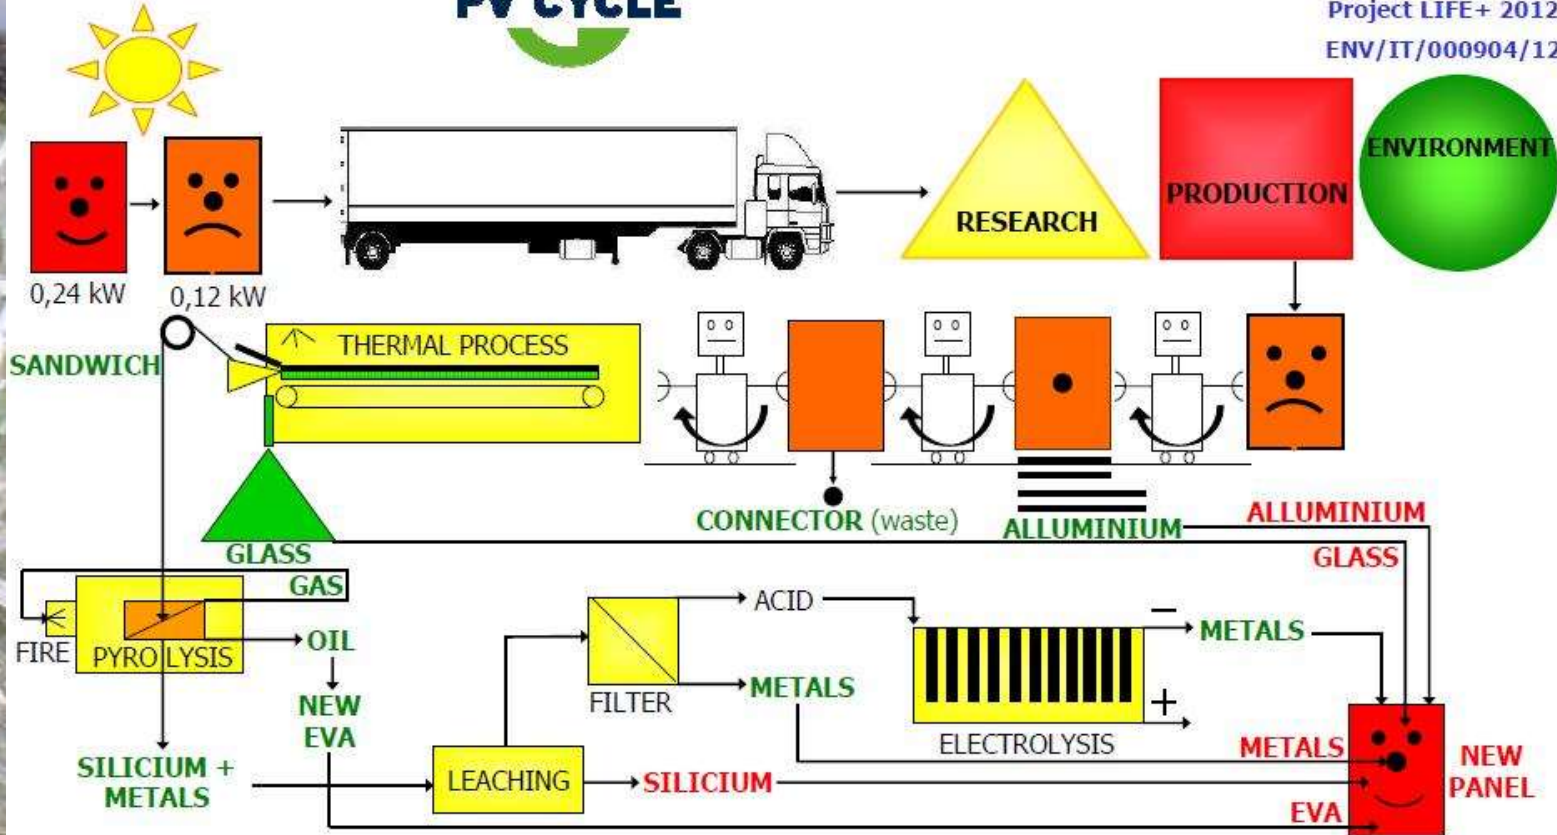 PV CYCLE
Project LIFE+ 2012
ENV/IT/000904/12
ENVIRONMENT
PRODUCTION
RESEARCH
0,24 kW
0,12 kW
THERMAL PROCESS
SANDWICH
CONNECTOR (waste)
ALLUMINIUM
ALLUMINIUM
GLASS
GLASS
GAS
FIRE
PYROLYSIS
OIL
NEW
EVA
FILTER
ACID
METALS
METALS
ELECTROLYSIS
–
+
SILICIUM +
METALS
LEACHING
SILICIUM
METALS
EVA
NEW
PANEL